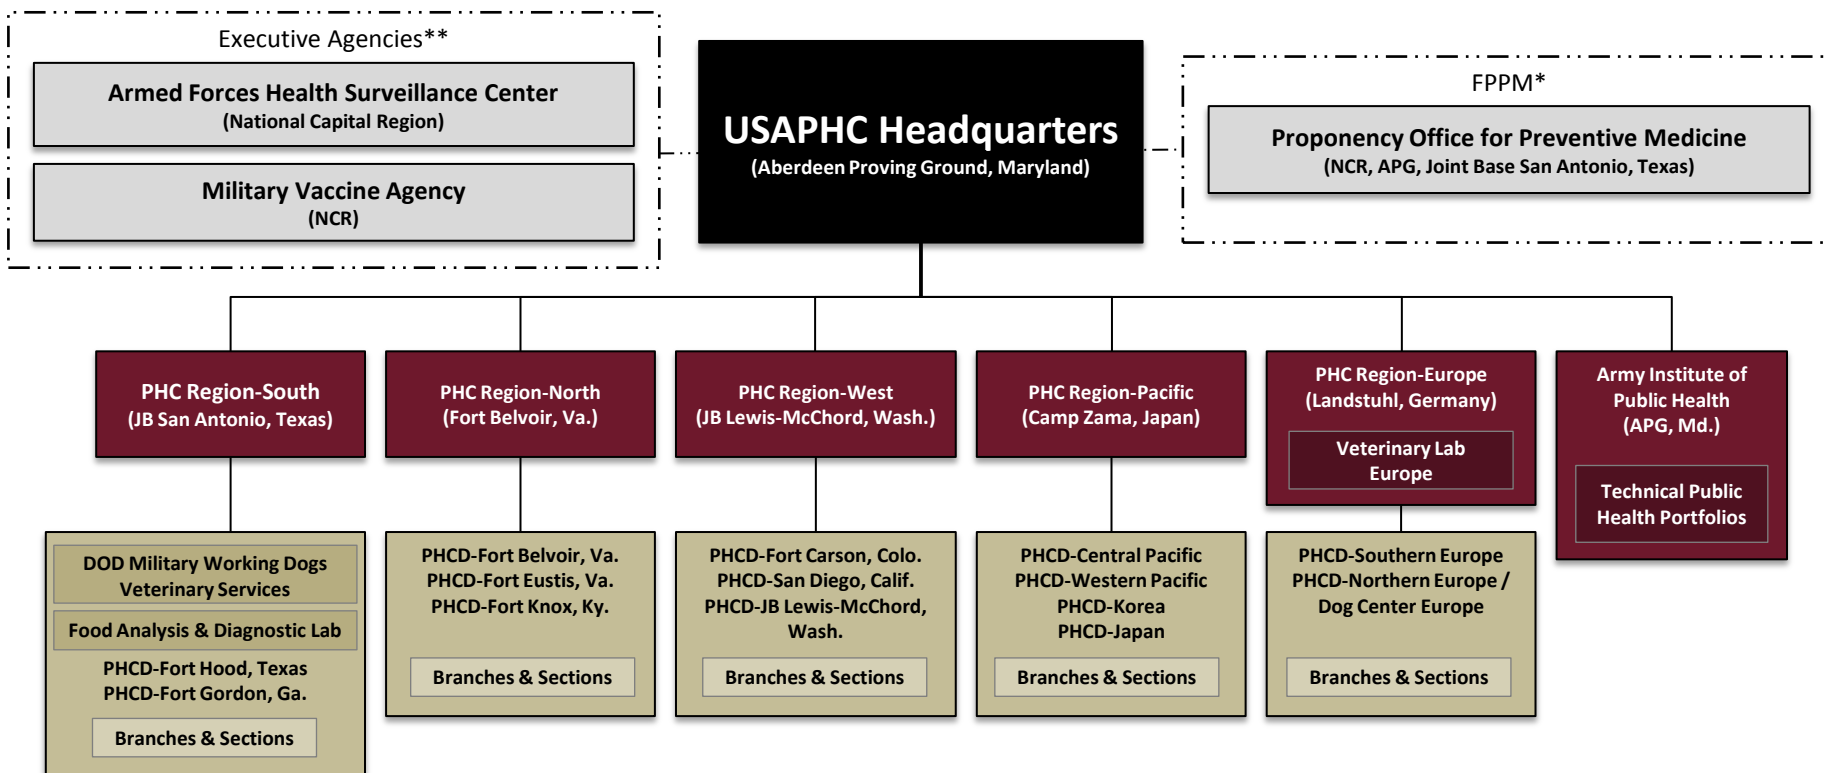 Executive Agencies**
Armed Forces Health Surveillance Center
(National Capital Region)
Military Vaccine Agency
(NCR)
USAPHC Headquarters
(Aberdeen Proving Ground, Maryland)
FPPM*
Proponency Office for Preventive Medicine
(NCR, APG, Joint Base San Antonio, Texas)
PHC Region-South
(JB San Antonio, Texas)
PHC Region-North
(Fort Belvoir, Va.)
PHC Region-West
(JB Lewis-McChord, Wash.)
PHC Region-Pacific
(Camp Zama, Japan)
PHC Region-Europe
(Landstuhl, Germany)
Veterinary Lab
Europe
Army Institute of
Public Health
(APG, Md.)
Technical Public
Health Portfolios
DOD Military Working Dogs
Veterinary Services
Food Analysis & Diagnostic Lab
PHCD-Fort Hood, Texas
PHCD-Fort Gordon, Ga.
Branches & Sections
PHCD-Fort Belvoir, Va.
PHCD-Fort Eustis, Va.
PHCD-Fort Knox, Ky.
Branches & Sections
PHCD-Fort Carson, Colo.
PHCD-San Diego, Calif.
PHCD-JB Lewis-McChord,
Wash.
Branches & Sections
PHCD-Central Pacific
PHCD-Western Pacific
PHCD-Korea
PHCD-Japan
Branches & Sections
PHCD-Southern Europe
PHCD-Northern Europe /
Dog Center Europe
Branches & Sections